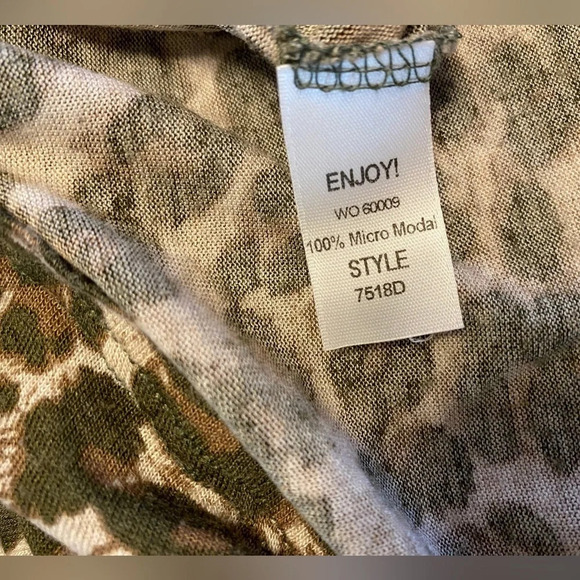 ENJOY!
WO 60009
100% Micro Modal
STYLE
7518D